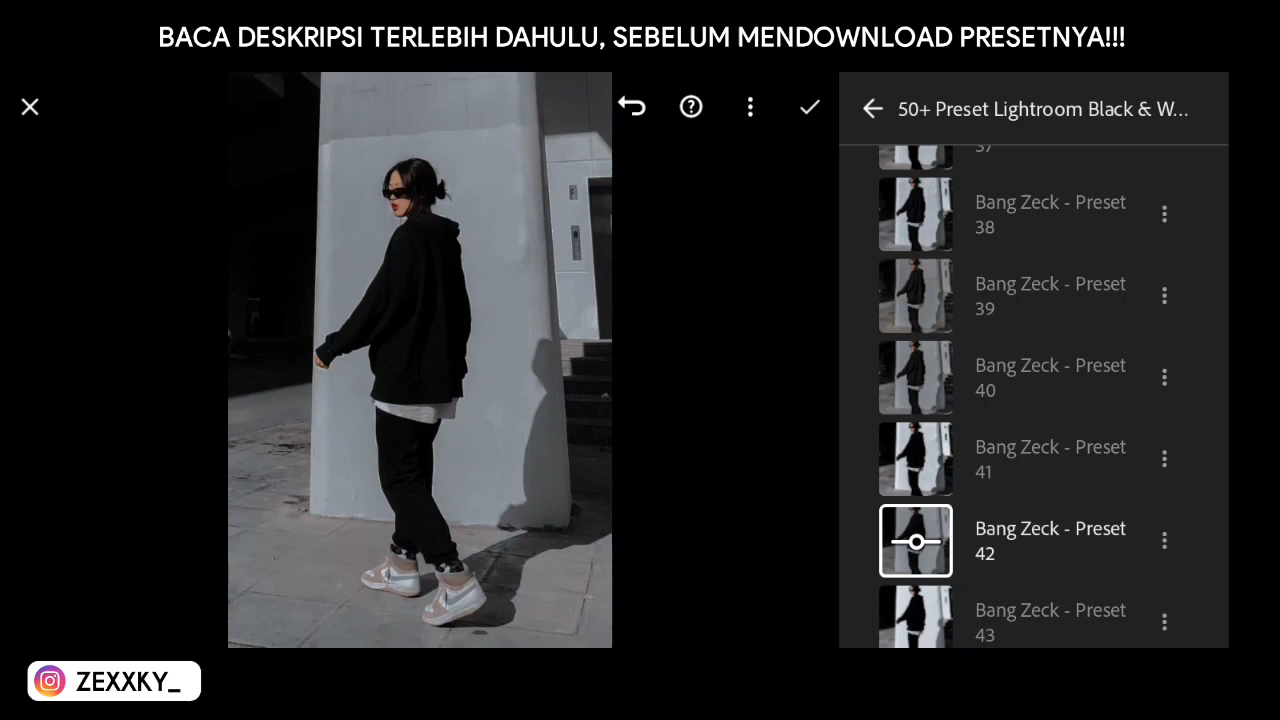 BACA DESKRIPSI TERLEBIH DAHULU, SEBELUM MENDOWNLOAD PRESETNYA!!!
50+ Preset Lightroom Black & W...
37
Bang Zeck - Preset
38
Bang Zeck - Preset
39
Bang Zeck - Preset
40
Bang Zeck - Preset
41
Bang Zeck - Preset
42
Bang Zeck - Preset
43
ZEXXKY_